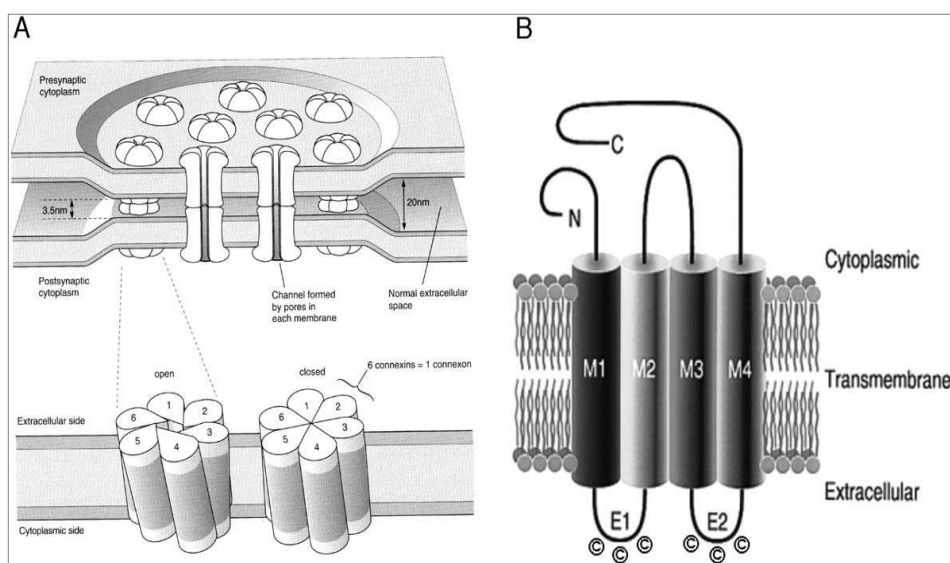 A
Presynaptic
cytoplasm
3.5nm
20nm
Postsynaptic
cytoplasm
Channel formed
by pores in
each membrane
Normal extracellular
space
6 connexins = 1 connexon
open
closed
Extracellular side
1
2
3
4
5
6
1
2
3
4
5
6
Cytoplasmic side
B
C
N
Cytoplasmic
M1
M2
M3
M4
Transmembrane
Extracellular
E1
E2
©
©
©
©
©
©